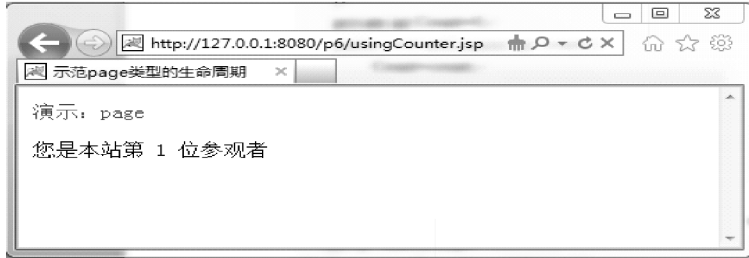 http://127.0.0.1:8080/p6/usingCounter.jsp
示范page类型的生命周期
演示：page
您是本站第 1 位参观者